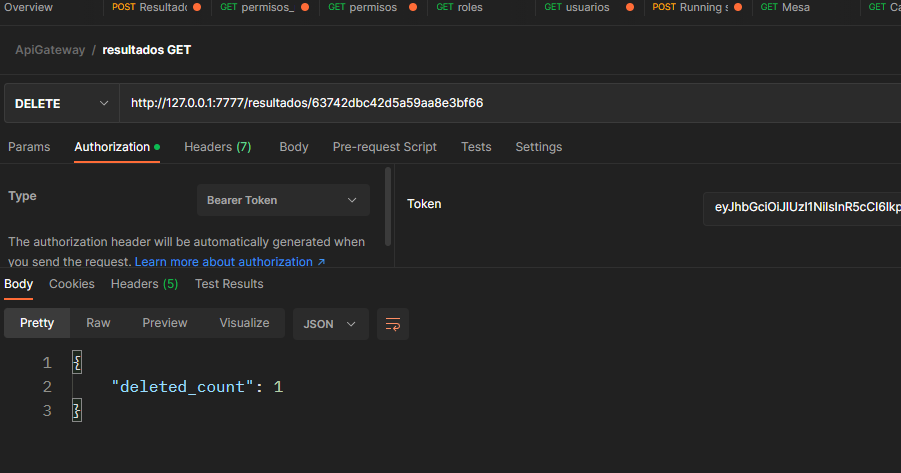 Overview POST Resultado GET permisos_ GET permisos GET roles GET usuarios POST Running s GET Mesa GET Ca
ApiGateway / resultados GET
DELETE http://127.0.0.1:7777/resultados/63742dbc42d5a59aa8e3bf66
Params Authorization Headers (7) Body Pre-request Script Tests Settings
Type Bearer Token Token eyJhbGciOiJIUzI1NiIsInR5cCI6Ikp
The authorization header will be automatically generated when
you send the request. Learn more about authorization ↗
Body Cookies Headers (5) Test Results
Pretty Raw Preview Visualize JSON
1 {
2 "deleted_count": 1
3 }